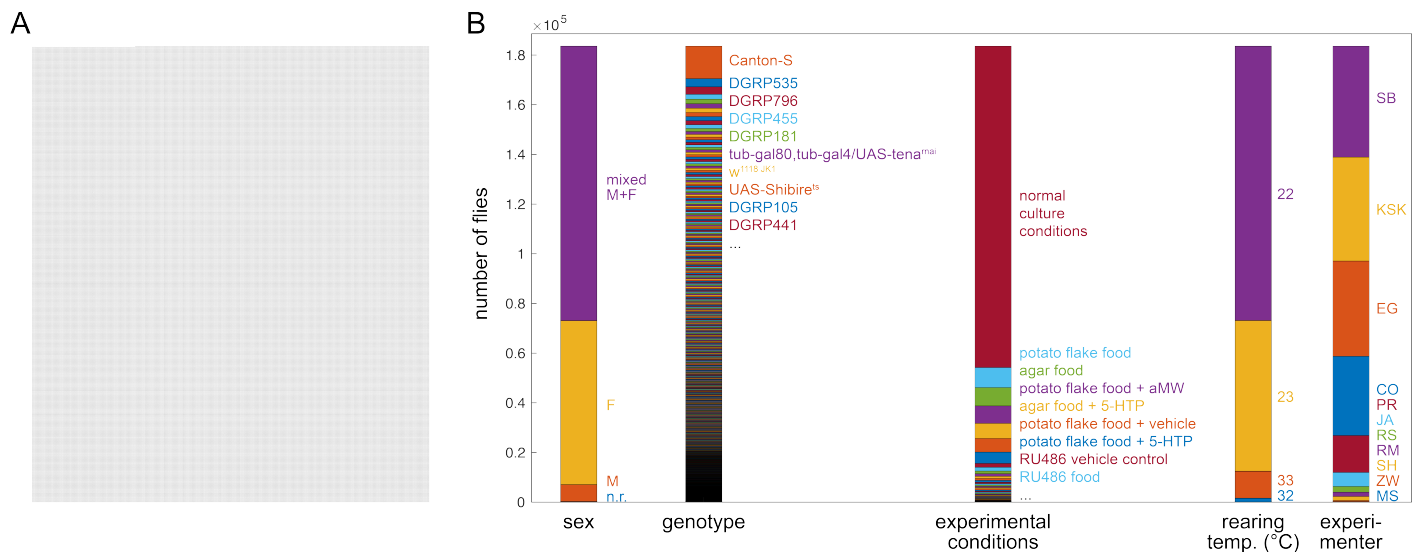 A
B
×10⁵
1.8
1.6
1.4
1.2
1
0.8
0.6
0.4
0.2
0
number of flies
mixed
M+F
F
M
n.r.
sex
Canton-S
DGRP535
DGRP796
DGRP455
DGRP181
tub-gal80,tub-gal4/UAS-tena^rnai
w^1118 JK1
UAS-Shibire^ts
DGRP105
DGRP441
...
genotype
normal
culture
conditions
potato flake food
agar food
potato flake food + aMW
agar food + 5-HTP
potato flake food + vehicle
potato flake food + 5-HTP
RU486 vehicle control
RU486 food
...
experimental
conditions
22
23
33
32
rearing
temp. (°C)
SB
KSK
EG
CO
PR
JA
RS
RM
SH
ZW
MS
experi-
menter